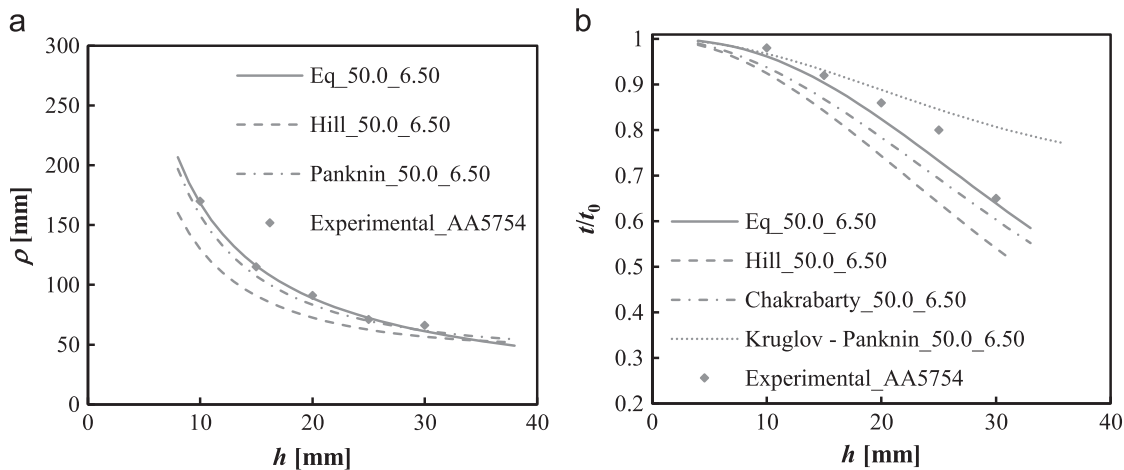 a
300
250
200
150
100
50
0
ρ [mm]
Eq_50.0_6.50
Hill_50.0_6.50
Panknin_50.0_6.50
Experimental_AA5754
0 10 20 30 40
h [mm]
b
1
0.9
0.8
0.7
0.6
0.5
0.4
0.3
0.2
t/t₀
Eq_50.0_6.50
Hill_50.0_6.50
Chakrabarty_50.0_6.50
Kruglov - Panknin_50.0_6.50
Experimental_AA5754
0 10 20 30 40
h [mm]